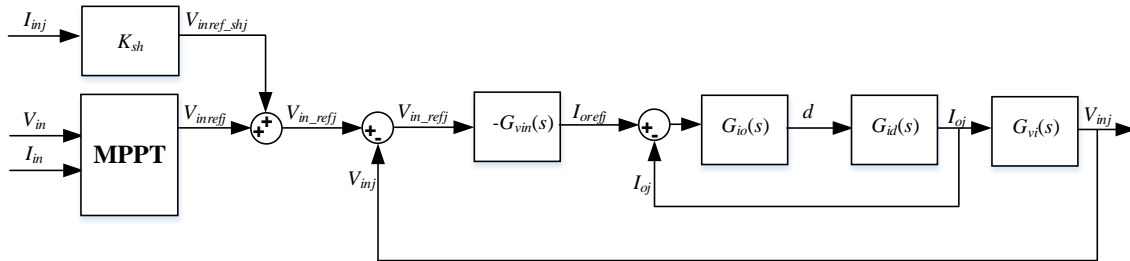 I_inj
K_sh
V_inref_shj
V_in
I_in
MPPT
V_inrefj
+
+
V_in_refj
+
-
V_inj
V_in_refj
-G_vin(s)
I_orefj
+
-
I_oj
G_io(s)
d
G_id(s)
I_oj
G_vi(s)
V_inj